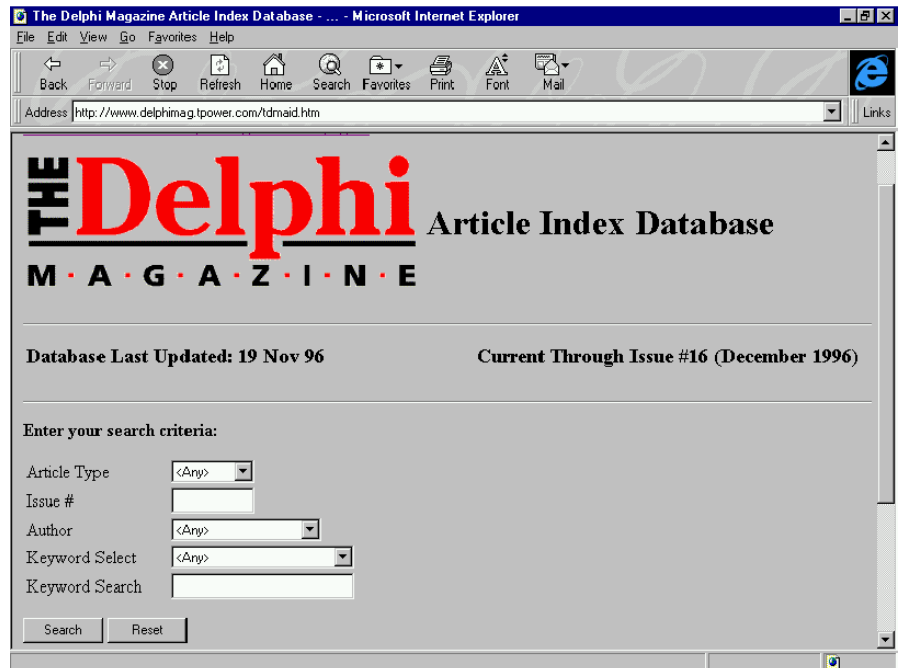 The Delphi Magazine Article Index Database - ... - Microsoft Internet Explorer
File Edit View Go Favorites Help
Back Forward Stop Refresh Home Search Favorites Print Font Mail
Address http://www.delphimag.tpower.com/tdmaid.htm Links
THE Delphi Article Index Database
M·A·G·A·Z·I·N·E
Database Last Updated: 19 Nov 96 Current Through Issue #16 (December 1996)
Enter your search criteria:
Article Type <Any>
Issue #
Author <Any>
Keyword Select <Any>
Keyword Search
Search Reset